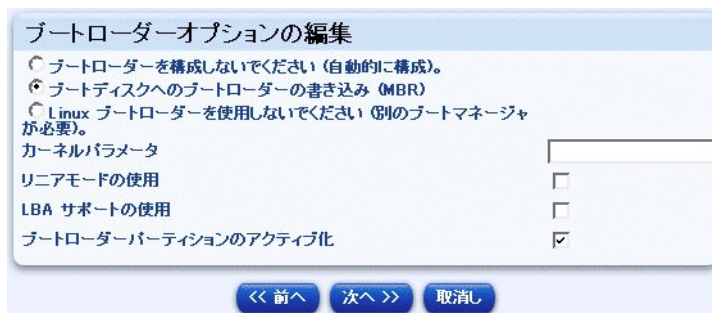 ブートローダーオプションの編集
ブートローダーを構成しないでください (自動的に構成)。
ブートディスクへのブートローダーの書き込み (MBR)
Linux ブートローダーを使用しないでください (別のブートマネージャ
が必要)。
カーネルパラメータ
リニアモードの使用
LBA サポートの使用
ブートローダーパーティションのアクティブ化
<< 前へ 次へ >> 取消し